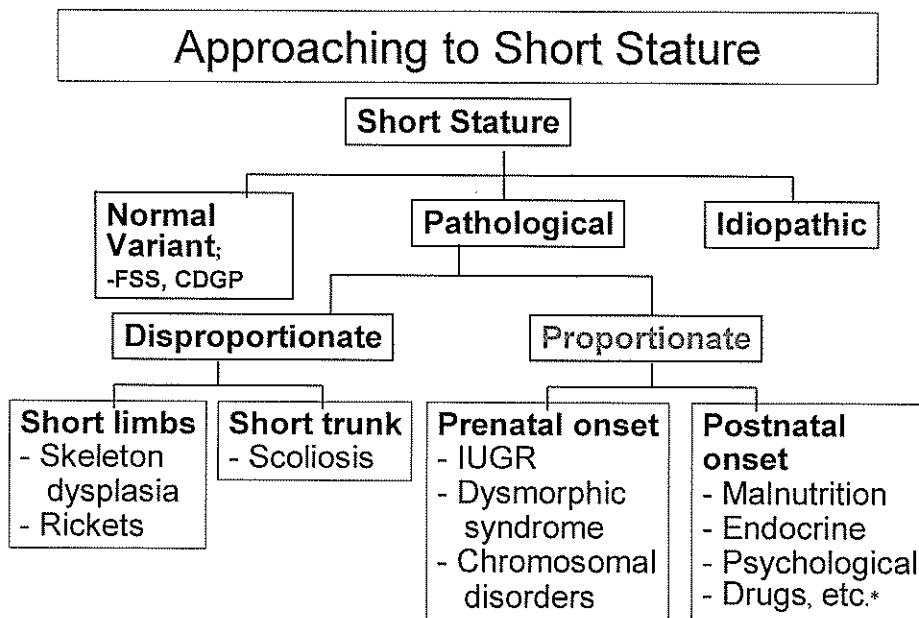 Approaching to Short Stature
Short Stature
Normal
Variant;
-FSS, CDGP
Pathological
Idiopathic
Disproportionate
Proportionate
Short limbs
- Skeleton
dysplasia
- Rickets
Short trunk
- Scoliosis
Prenatal onset
- IUGR
- Dysmorphic
syndrome
- Chromosomal
disorders
Postnatal
onset
- Malnutrition
- Endocrine
- Psychological
- Drugs, etc.*